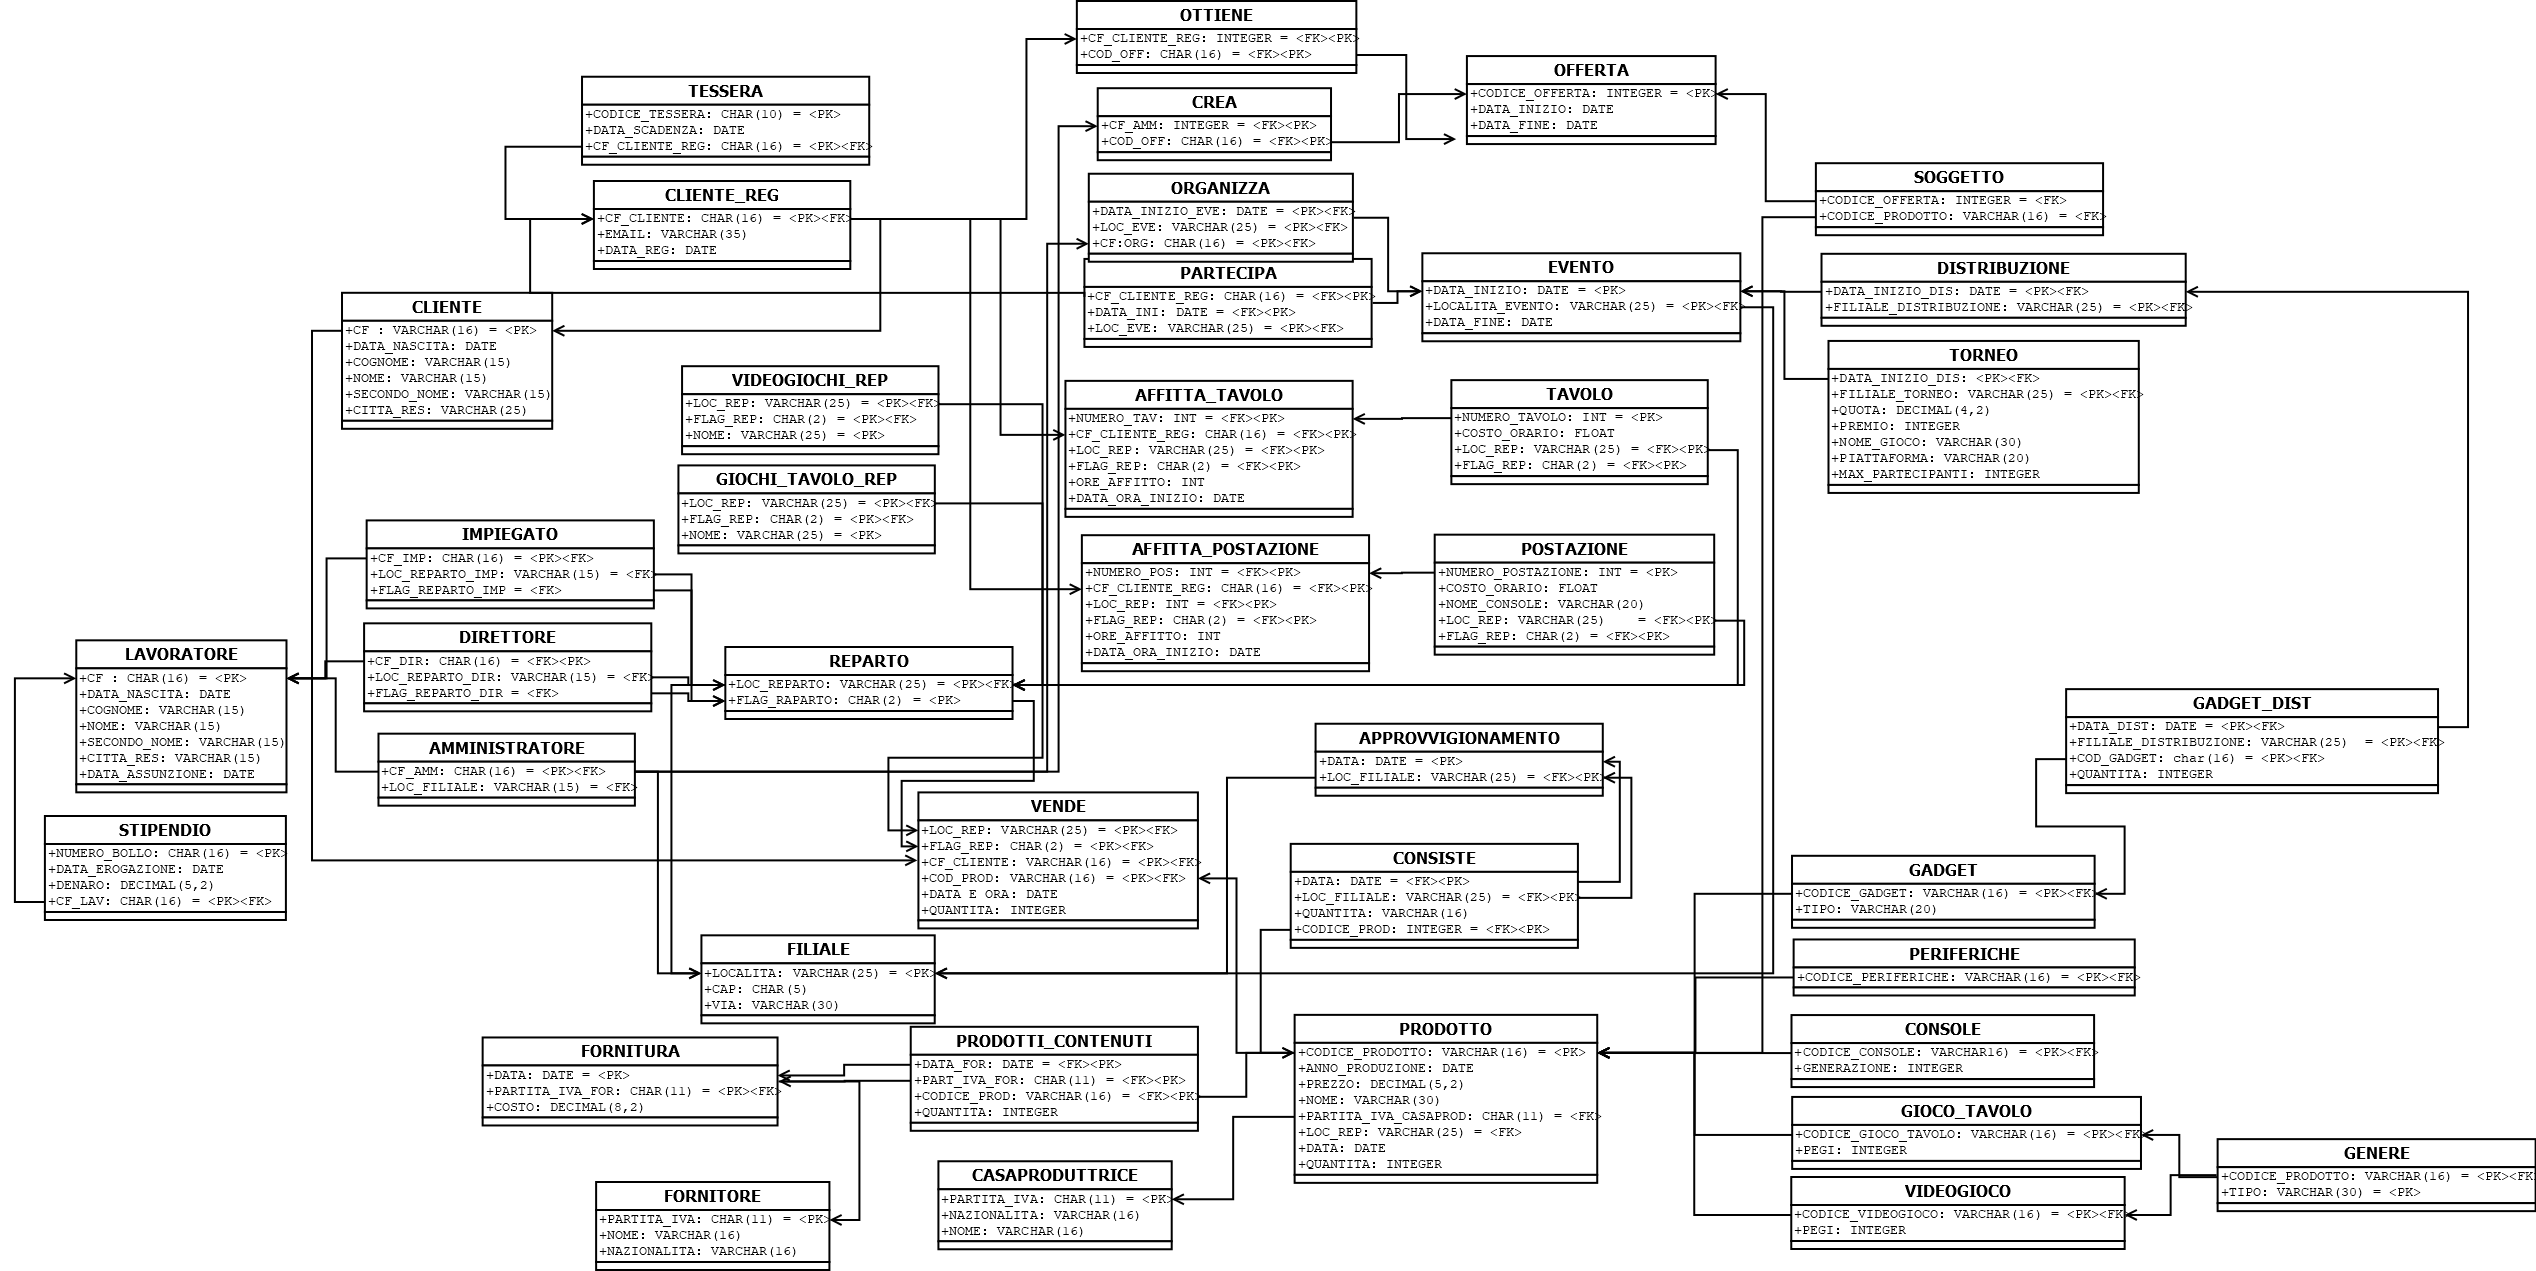 OTTIENE
+CF_CLIENTE_REG: INTEGER = <FK><PK>
+COD_OFF: CHAR(16) = <FK><PK>
OFFERTA
+CODICE_OFFERTA: INTEGER = <PK>
+DATA_INIZIO: DATE
+DATA_FINE: DATE
TESSERA
+CODICE_TESSERA: CHAR(10) = <PK>
+DATA_SCADENZA: DATE
+CF_CLIENTE_REG: CHAR(16) = <PK><FK>
CREA
+CF_AMM: INTEGER = <FK><PK>
+COD_OFF: CHAR(16) = <FK><PK>
SOGGETTO
+CODICE_OFFERTA: INTEGER = <FK>
+CODICE_PRODOTTO: VARCHAR(16) = <FK>
CLIENTE_REG
+CF_CLIENTE: CHAR(16) = <PK><FK>
+EMAIL: VARCHAR(35)
+DATA_REG: DATE
ORGANIZZA
+DATA_INIZIO_EVE: DATE = <PK><FK>
+LOC_EVE: VARCHAR(25) = <PK><FK>
+CF:ORG: CHAR(16) = <PK><FK>
PARTECIPA
+CF_CLIENTE_REG: CHAR(16) = <FK><PK>
+DATA_INI: DATE = <FK><PK>
+LOC_EVE: VARCHAR(25) = <PK><FK>
EVENTO
+DATA_INIZIO: DATE = <PK>
+LOCALITA_EVENTO: VARCHAR(25) = <PK><FK>
+DATA_FINE: DATE
DISTRIBUZIONE
+DATA_INIZIO_DIS: DATE = <PK><FK>
+FILIALE_DISTRIBUZIONE: VARCHAR(25) = <PK><FK>
CLIENTE
+CF : VARCHAR(16) = <PK>
+DATA_NASCITA: DATE
+COGNOME: VARCHAR(15)
+NOME: VARCHAR(15)
+SECONDO_NOME: VARCHAR(15)
+CITTA_RES: VARCHAR(25)
TORNEO
+DATA_INIZIO_DIS: <PK><FK>
+FILIALE_TORNEO: VARCHAR(25) = <PK><FK>
+QUOTA: DECIMAL(4,2)
+PREMIO: INTEGER
+NOME_GIOCO: VARCHAR(30)
+PIATTAFORMA: VARCHAR(20)
+MAX_PARTECIPANTI: INTEGER
VIDEOGIOCHI_REP
+LOC_REP: VARCHAR(25) = <PK><FK>
+FLAG_REP: CHAR(2) = <PK><FK>
+NOME: VARCHAR(25) = <PK>
AFFITTA_TAVOLO
+NUMERO_TAV: INT = <FK><PK>
+CF_CLIENTE_REG: CHAR(16) = <FK><PK>
+LOC_REP: VARCHAR(25) = <FK><PK>
+FLAG_REP: CHAR(2) = <FK><PK>
+ORE_AFFITTO: INT
+DATA_ORA_INIZIO: DATE
TAVOLO
+NUMERO_TAVOLO: INT = <PK>
+COSTO_ORARIO: FLOAT
+LOC_REP: VARCHAR(25) = <FK><PK>
+FLAG_REP: CHAR(2) = <FK><PK>
GIOCHI_TAVOLO_REP
+LOC_REP: VARCHAR(25) = <PK><FK>
+FLAG_REP: CHAR(2) = <PK><FK>
+NOME: VARCHAR(25) = <PK>
IMPIEGATO
+CF_IMP: CHAR(16) = <PK><FK>
+LOC_REPARTO_IMP: VARCHAR(15) = <FK>
+FLAG_REPARTO_IMP = <FK>
AFFITTA_POSTAZIONE
+NUMERO_POS: INT = <FK><PK>
+CF_CLIENTE_REG: CHAR(16) = <FK><PK>
+LOC_REP: INT = <FK><PK>
+FLAG_REP: CHAR(2) = <FK><PK>
+ORE_AFFITTO: INT
+DATA_ORA_INIZIO: DATE
POSTAZIONE
+NUMERO_POSTAZIONE: INT = <PK>
+COSTO_ORARIO: FLOAT
+NOME_CONSOLE: VARCHAR(20)
+LOC_REP: VARCHAR(25) = <FK><PK>
+FLAG_REP: CHAR(2) = <FK><PK>
DIRETTORE
+CF_DIR: CHAR(16) = <FK><PK>
+LOC_REPARTO_DIR: VARCHAR(15) = <FK>
+FLAG_REPARTO_DIR = <FK>
LAVORATORE
+CF : CHAR(16) = <PK>
+DATA_NASCITA: DATE
+COGNOME: VARCHAR(15)
+NOME: VARCHAR(15)
+SECONDO_NOME: VARCHAR(15)
+CITTA_RES: VARCHAR(15)
+DATA_ASSUNZIONE: DATE
REPARTO
+LOC_REPARTO: VARCHAR(25) = <PK><FK>
+FLAG_RAPARTO: CHAR(2) = <PK>
GADGET_DIST
+DATA_DIST: DATE = <PK><FK>
+FILIALE_DISTRIBUZIONE: VARCHAR(25) = <PK><FK>
+COD_GADGET: char(16) = <PK><FK>
+QUANTITA: INTEGER
AMMINISTRATORE
+CF_AMM: CHAR(16) = <PK><FK>
+LOC_FILIALE: VARCHAR(15) = <FK>
APPROVVIGIONAMENTO
+DATA: DATE = <PK>
+LOC_FILIALE: VARCHAR(25) = <FK><PK>
VENDE
+LOC_REP: VARCHAR(25) = <PK><FK>
+FLAG_REP: CHAR(2) = <PK><FK>
+CF_CLIENTE: VARCHAR(16) = <PK><FK>
+COD_PROD: VARCHAR(16) = <PK><FK>
+DATA E ORA: DATE
+QUANTITA: INTEGER
STIPENDIO
+NUMERO_BOLLO: CHAR(16) = <PK>
+DATA_EROGAZIONE: DATE
+DENARO: DECIMAL(5,2)
+CF_LAV: CHAR(16) = <PK><FK>
CONSISTE
+DATA: DATE = <FK><PK>
+LOC_FILIALE: VARCHAR(25) = <FK><PK>
+QUANTITA: VARCHAR(16)
+CODICE_PROD: INTEGER = <FK><PK>
GADGET
+CODICE_GADGET: VARCHAR(16) = <PK><FK>
+TIPO: VARCHAR(20)
FILIALE
+LOCALITA: VARCHAR(25) = <PK>
+CAP: CHAR(5)
+VIA: VARCHAR(30)
PERIFERICHE
+CODICE_PERIFERICHE: VARCHAR(16) = <PK><FK>
PRODOTTO
+CODICE_PRODOTTO: VARCHAR(16) = <PK>
+ANNO_PRODUZIONE: DATE
+PREZZO: DECIMAL(5,2)
+NOME: VARCHAR(30)
+PARTITA_IVA_CASAPROD: CHAR(11) = <FK>
+LOC_REP: VARCHAR(25) = <FK>
+DATA: DATE
+QUANTITA: INTEGER
CONSOLE
+CODICE_CONSOLE: VARCHAR16) = <PK><FK>
+GENERAZIONE: INTEGER
PRODOTTI_CONTENUTI
+DATA_FOR: DATE = <FK><PK>
+PART_IVA_FOR: CHAR(11) = <FK><PK>
+CODICE_PROD: VARCHAR(16) = <FK><PK>
+QUANTITA: INTEGER
FORNITURA
+DATA: DATE = <PK>
+PARTITA_IVA_FOR: CHAR(11) = <PK><FK>
+COSTO: DECIMAL(8,2)
GIOCO_TAVOLO
+CODICE_GIOCO_TAVOLO: VARCHAR(16) = <PK><FK>
+PEGI: INTEGER
GENERE
+CODICE_PRODOTTO: VARCHAR(16) = <PK><FK>
+TIPO: VARCHAR(30) = <PK>
CASAPRODUTTRICE
+PARTITA_IVA: CHAR(11) = <PK>
+NAZIONALITA: VARCHAR(16)
+NOME: VARCHAR(16)
VIDEOGIOCO
+CODICE_VIDEOGIOCO: VARCHAR(16) = <PK><FK>
+PEGI: INTEGER
FORNITORE
+PARTITA_IVA: CHAR(11) = <PK>
+NOME: VARCHAR(16)
+NAZIONALITA: VARCHAR(16)